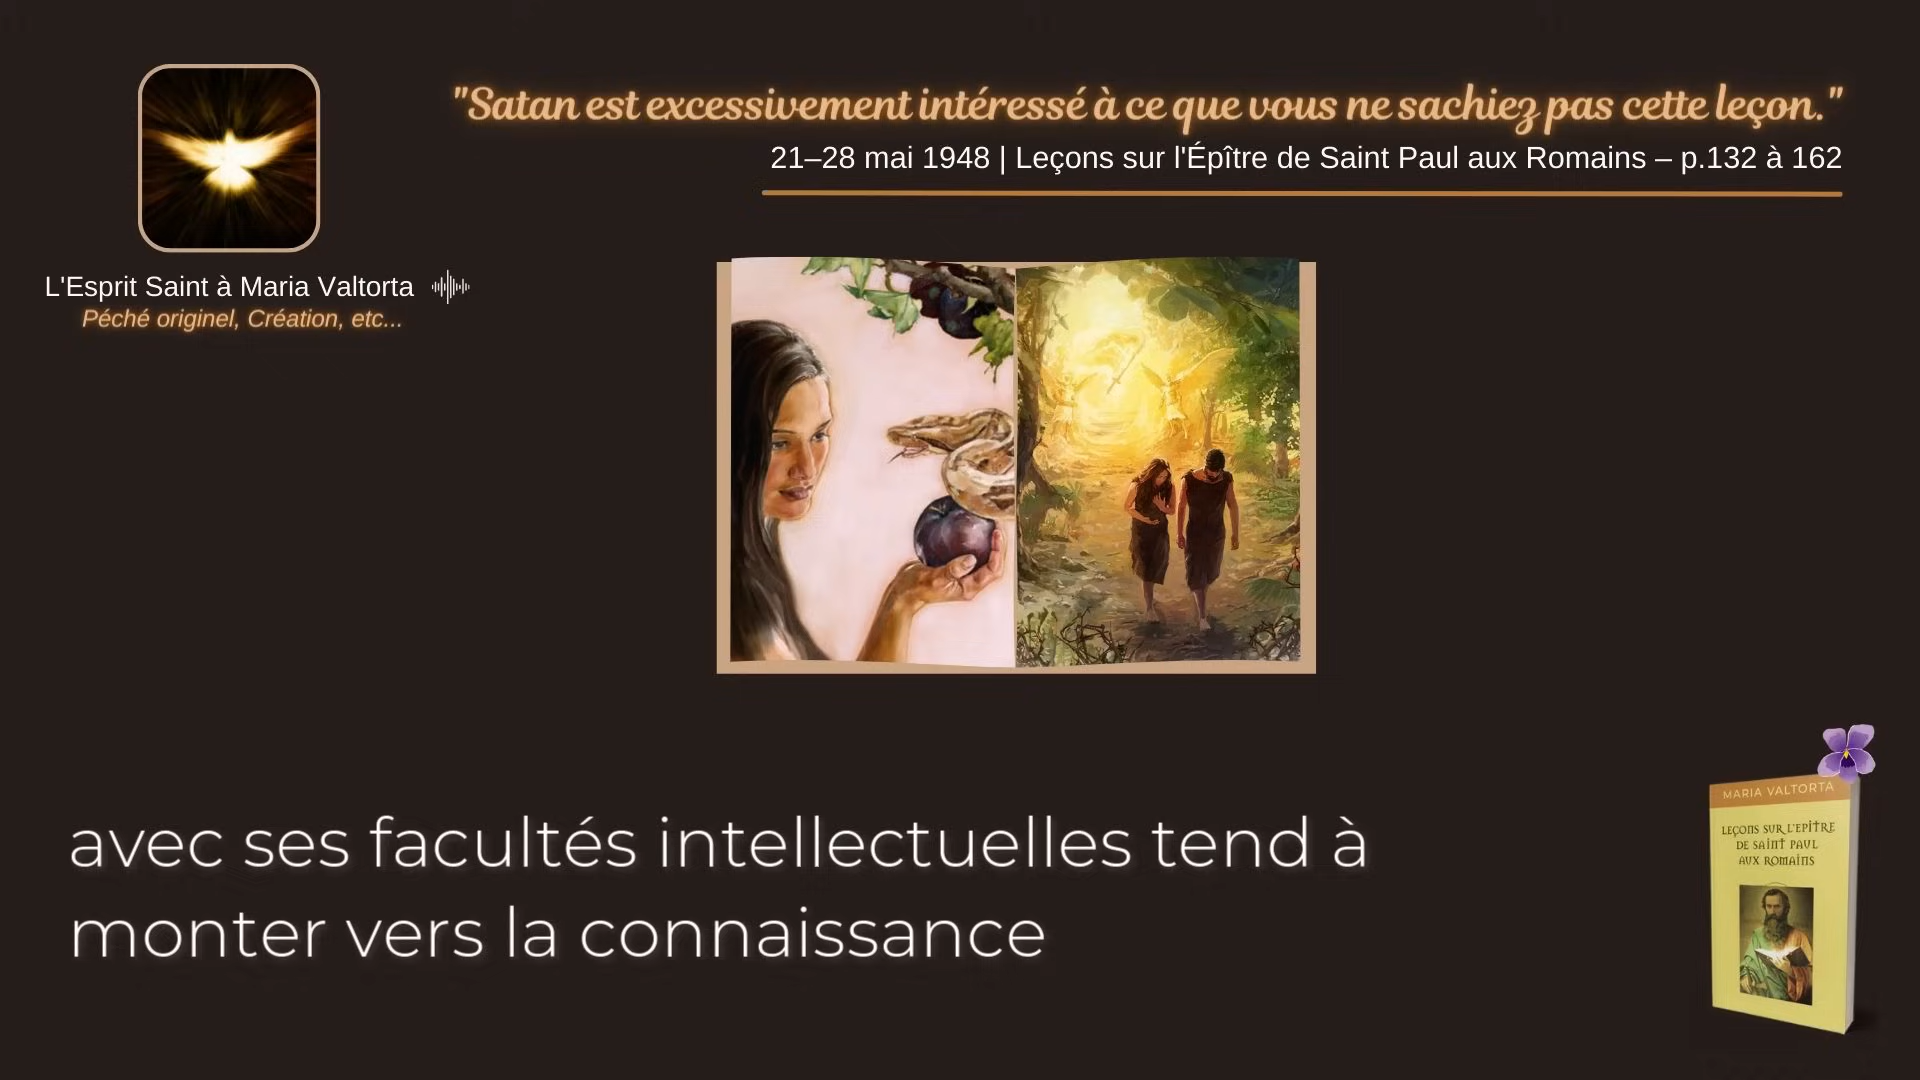 "Satan est excessivement intéressé à ce que vous ne sachiez pas cette leçon."
21–28 mai 1948 | Leçons sur l'Épître de Saint Paul aux Romains – p.132 à 162
L'Esprit Saint à Maria Valtorta
Péché originel, Création, etc...
avec ses facultés intellectuelles tend à
monter vers la connaissance
MARIA VALTORTA
LEÇONS SUR L'EPÎTRE
DE SAINT PAUL
AUX ROMAINS